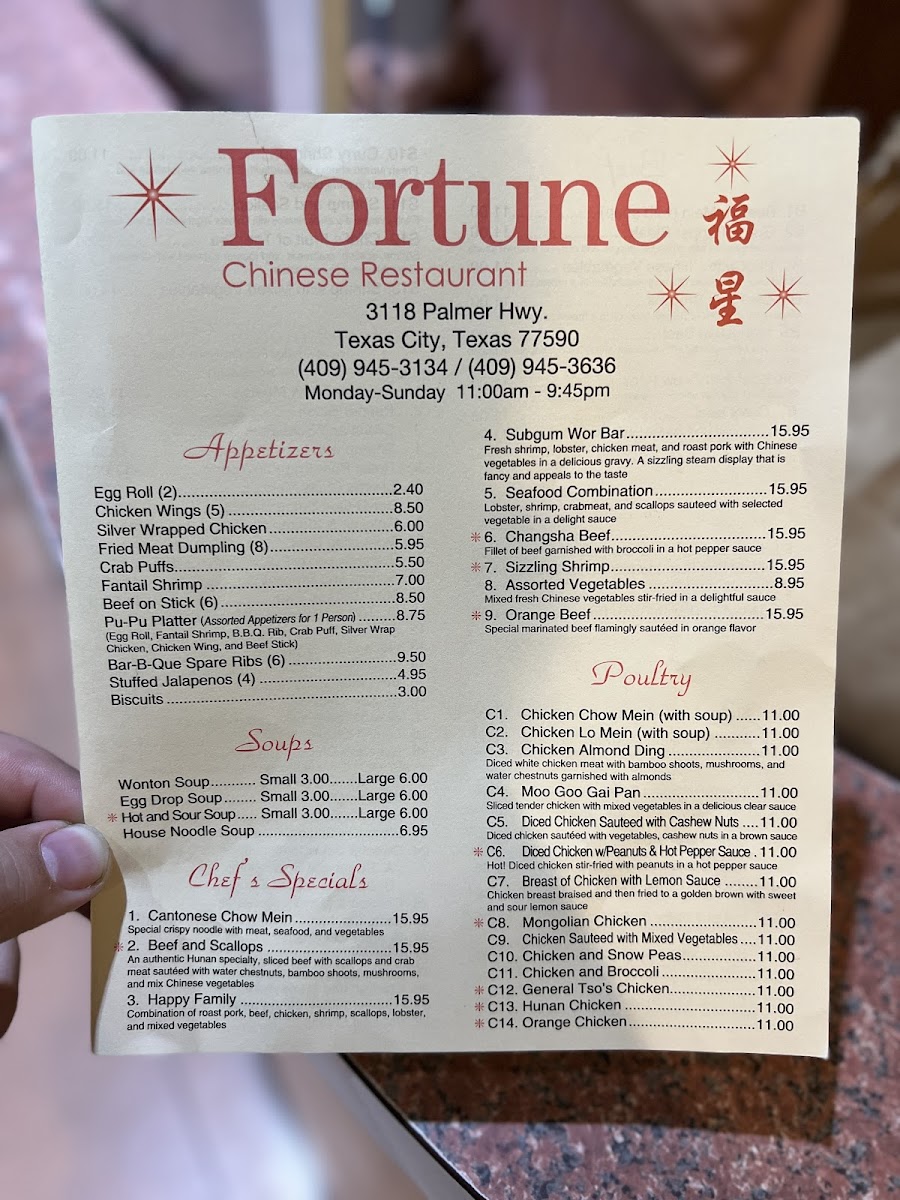 Fortune
福
星
Chinese Restaurant
3118 Palmer Hwy.
Texas City, Texas 77590
(409) 945-3134 / (409) 945-3636
Monday-Sunday 11:00am - 9:45pm
Appetizers
Egg Roll (2)................................................2.40
Chicken Wings (5) .....................................8.50
Silver Wrapped Chicken............................6.00
Fried Meat Dumpling (8)............................5.95
Crab Puffs.................................................5.50
Fantail Shrimp ..........................................7.00
Beef on Stick (6).......................................8.50
Pu-Pu Platter (Assorted Appetizers for 1 Person) ........8.75
(Egg Roll, Fantail Shrimp, B.B.Q. Rib, Crab Puff, Silver Wrap
Chicken, Chicken Wing, and Beef Stick)
Bar-B-Que Spare Ribs (6) ........................9.50
Stuffed Jalapenos (4) ...............................4.95
Biscuits .....................................................3.00
Soups
Wonton Soup.......... Small 3.00.......Large 6.00
Egg Drop Soup....... Small 3.00.......Large 6.00
Hot and Sour Soup..... Small 3.00.......Large 6.00
House Noodle Soup ......................................6.95
Chef's Specials
1. Cantonese Chow Mein ......................15.95
Special crispy noodle with meat, seafood, and vegetables
2. Beef and Scallops ............................15.95
An authentic Hunan specialty, sliced beef with scallops and crab
meat sautéed with water chestnuts, bamboo shoots, mushrooms,
and mix Chinese vegetables
3. Happy Family ..................................15.95
Combination of roast pork, beef, chicken, shrimp, scallops, lobster,
and mixed vegetables
4. Subgum Wor Bar................................15.95
Fresh shrimp, lobster, chicken meat, and roast pork with Chinese
vegetables in a delicious gravy. A sizzling steam display that is
fancy and appeals to the taste
5. Seafood Combination.........................15.95
Lobster, shrimp, crabmeat, and scallops sauteed with selected
vegetable in a delight sauce
6. Changsha Beef...................................15.95
Fillet of beef garnished with broccoli in a hot pepper sauce
7. Sizzling Shrimp...................................15.95
8. Assorted Vegetables ............................8.95
Mixed fresh Chinese vegetables stir-fried in a delightful sauce
9. Orange Beef ......................................15.95
Special marinated beef flamingly sautéed in orange flavor
Poultry
C1. Chicken Chow Mein (with soup) ......11.00
C2. Chicken Lo Mein (with soup) ..........11.00
C3. Chicken Almond Ding .....................11.00
Diced white chicken meat with bamboo shoots, mushrooms, and
water chestnuts garnished with almonds
C4. Moo Goo Gai Pan ..........................11.00
Sliced tender chicken with mixed vegetables in a delicious clear sauce
C5. Diced Chicken Sauteed with Cashew Nuts ....11.00
Diced chicken sautéed with vegetables, cashew nuts in a brown sauce
C6. Diced Chicken w/Peanuts & Hot Pepper Sauce . 11.00
Hot! Diced chicken stir-fried with peanuts in a hot pepper sauce
C7. Breast of Chicken with Lemon Sauce ........11.00
Chicken breast braised and then fried to a golden brown with sweet
and sour lemon sauce
C8. Mongolian Chicken ........................11.00
C9. Chicken Sauteed with Mixed Vegetables....11.00
C10. Chicken and Snow Peas.................11.00
C11. Chicken and Broccoli .....................11.00
C12. General Tso's Chicken...................11.00
C13. Hunan Chicken .............................11.00
C14. Orange Chicken............................11.00